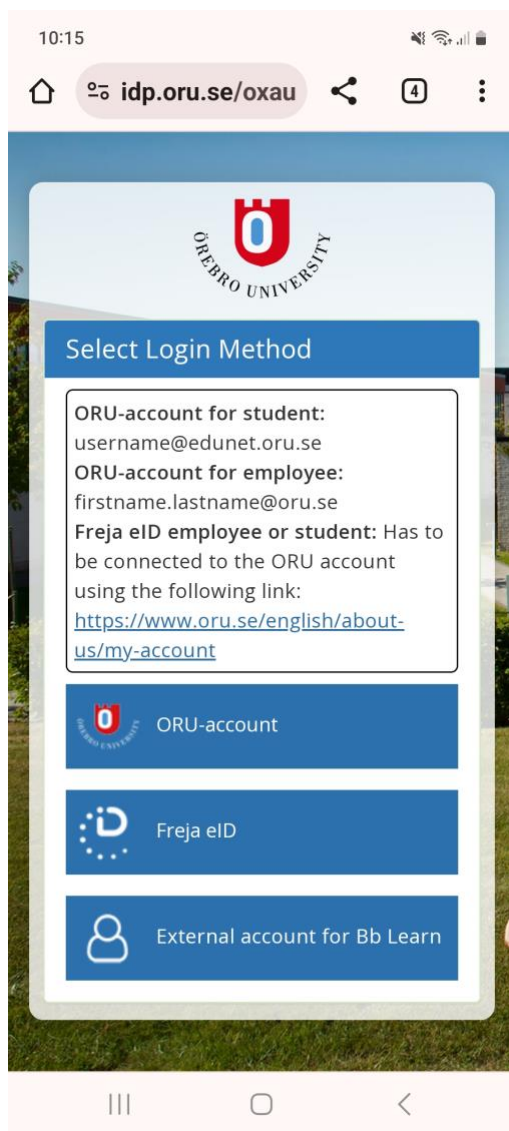 10:15
idp.oru.se/oxau
4
ÖREBRO UNIVERSITY
Select Login Method
ORU-account for student:
username@edunet.oru.se
ORU-account for employee:
firstname.lastname@oru.se
Freja eID employee or student: Has to
be connected to the ORU account
using the following link:
https://www.oru.se/english/about-
us/my-account
ÖREBRO UNIVERSITY
ORU-account
Freja eID
External account for Bb Learn